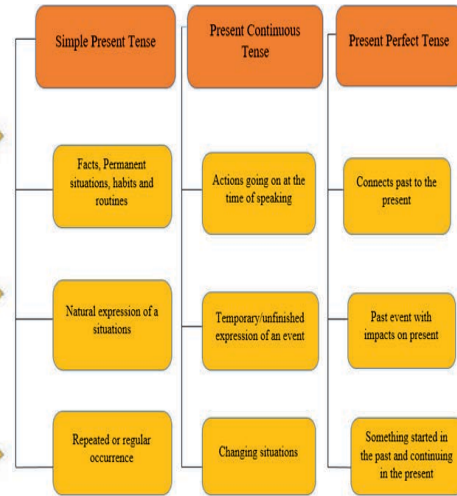 Simple Present Tense
Present Continuous
Tense
Present Perfect Tense
Facts, Permanent
situations, habits and
routines
Actions going on at the
time of speaking
Connects past to the
present
Natural expression of a
situations
Temporary/unfinished
expression of an event
Past event with
impacts on present
Repeated or regular
occurrence
Changing situations
Something started in
the past and continuing
in the present